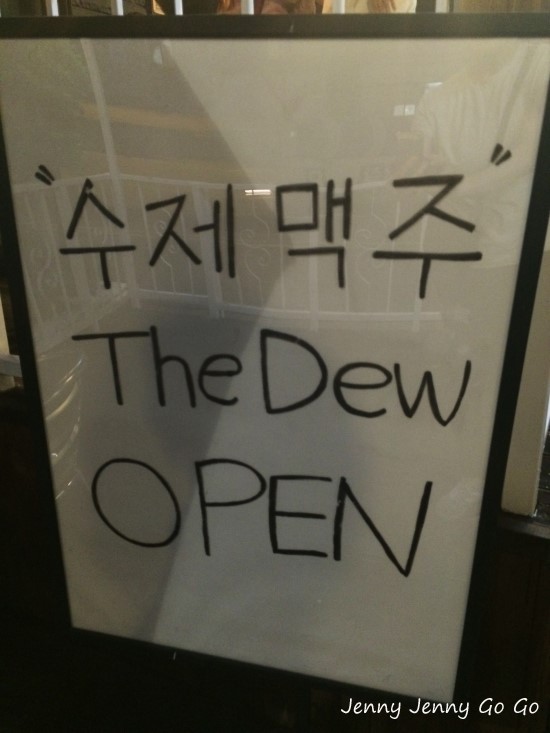 "수제 맥주"
The Dew
OPEN
Jenny Jenny Go Go